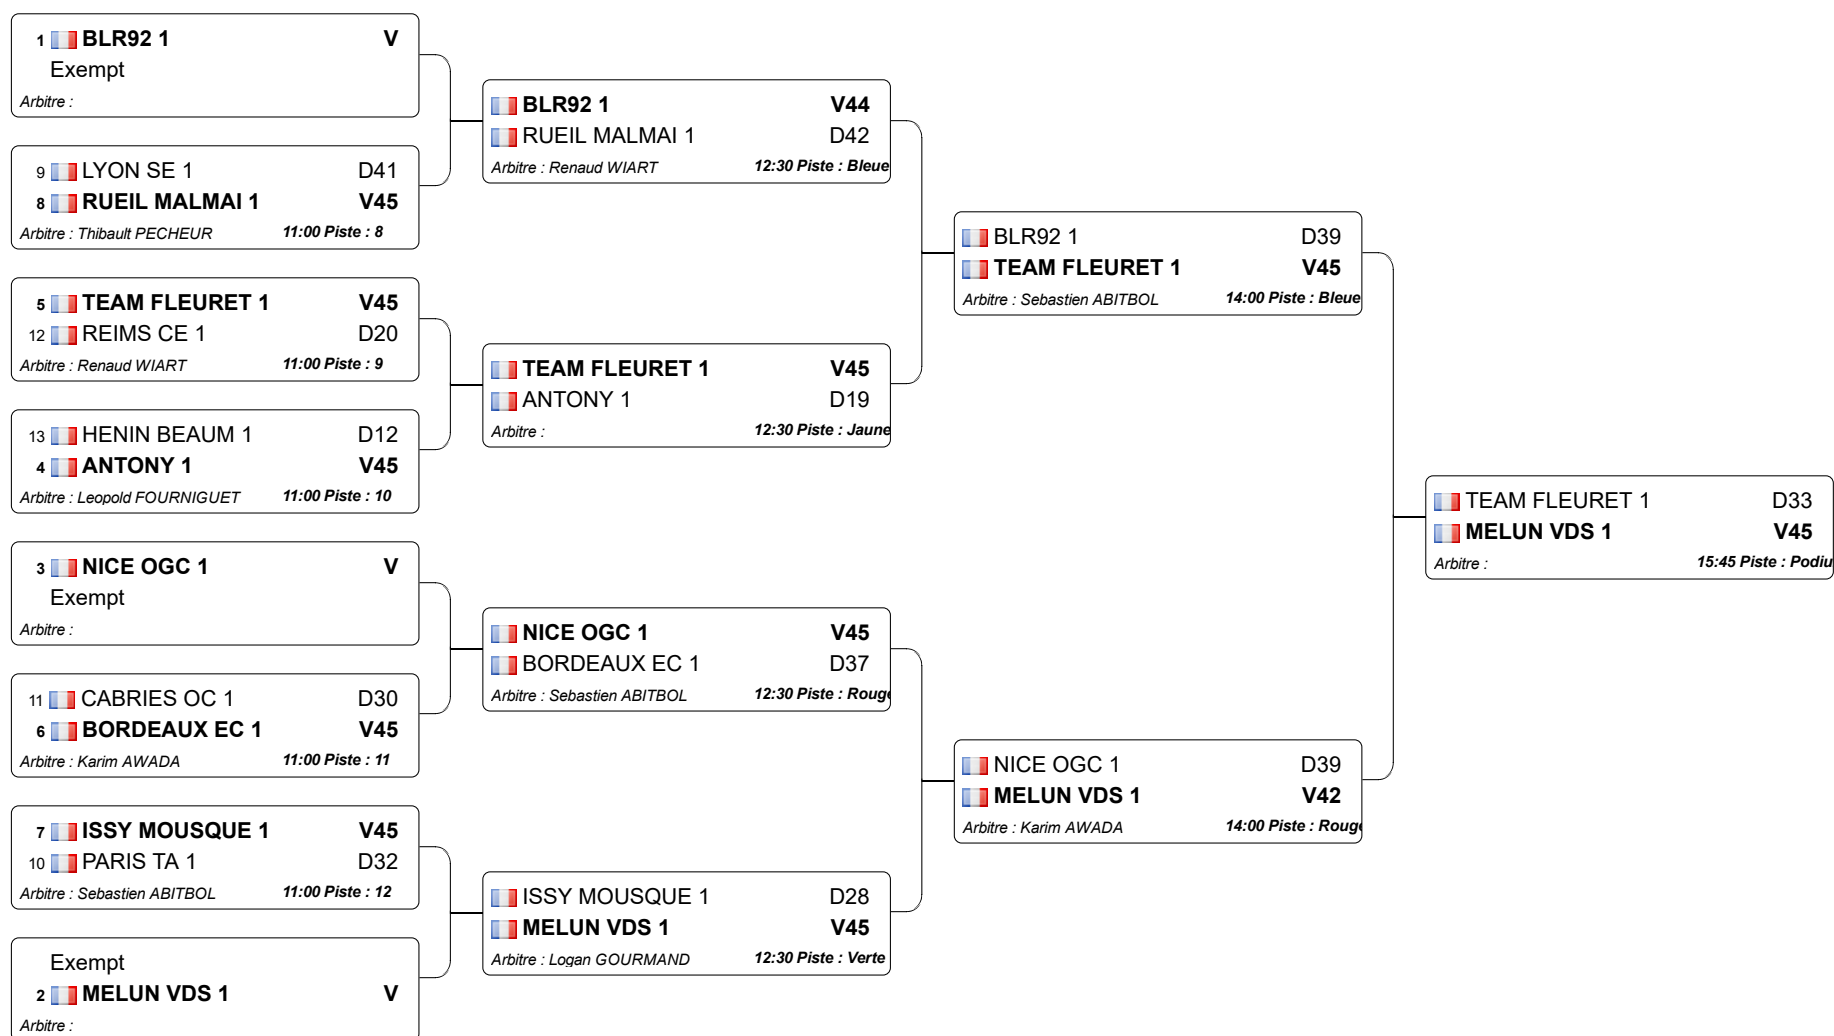 1 BLR92 1 V
Exempt
Arbitre :
9 LYON SE 1 D41
8 RUEIL MALMAI 1 V45
Arbitre : Thibault PECHEUR 11:00 Piste : 8
5 TEAM FLEURET 1 V45
12 REIMS CE 1 D20
Arbitre : Renaud WIART 11:00 Piste : 9
13 HENIN BEAUM 1 D12
4 ANTONY 1 V45
Arbitre : Leopold FOURNIGUET 11:00 Piste : 10
3 NICE OGC 1 V
Exempt
Arbitre :
11 CABRIES OC 1 D30
6 BORDEAUX EC 1 V45
Arbitre : Karim AWADA 11:00 Piste : 11
7 ISSY MOUSQUE 1 V45
10 PARIS TA 1 D32
Arbitre : Sebastien ABITBOL 11:00 Piste : 12
Exempt
2 MELUN VDS 1 V
Arbitre :
BLR92 1 V44
RUEIL MALMAI 1 D42
Arbitre : Renaud WIART 12:30 Piste : Bleue
TEAM FLEURET 1 V45
ANTONY 1 D19
Arbitre : 12:30 Piste : Jaune
NICE OGC 1 V45
BORDEAUX EC 1 D37
Arbitre : Sebastien ABITBOL 12:30 Piste : Rouge
ISSY MOUSQUE 1 D28
MELUN VDS 1 V45
Arbitre : Logan GOURMAND 12:30 Piste : Verte
BLR92 1 D39
TEAM FLEURET 1 V45
Arbitre : Sebastien ABITBOL 14:00 Piste : Bleue
NICE OGC 1 D39
MELUN VDS 1 V42
Arbitre : Karim AWADA 14:00 Piste : Rouge
TEAM FLEURET 1 D33
MELUN VDS 1 V45
Arbitre : 15:45 Piste : Podiu